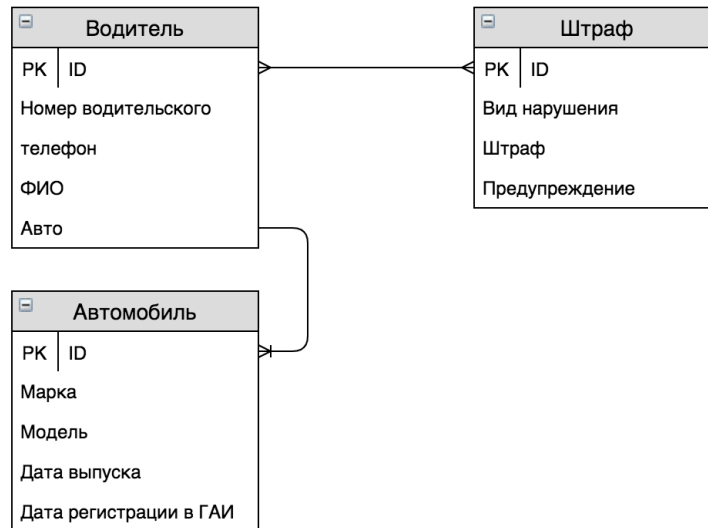 Водитель
PK ID
Номер водительского
телефон
ФИО
Авто
Штраф
PK ID
Вид нарушения
Штраф
Предупреждение
Автомобиль
PK ID
Марка
Модель
Дата выпуска
Дата регистрации в ГАИ